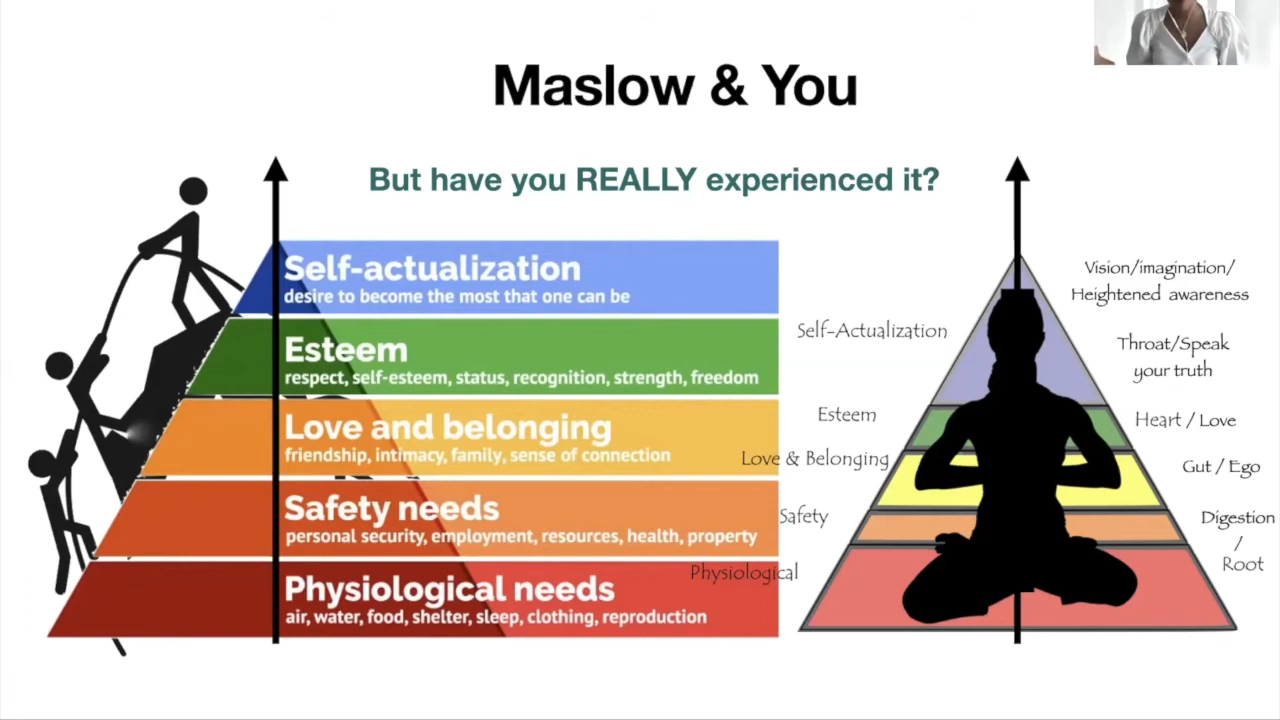 Maslow & You
But have you REALLY experienced it?
Self-actualization
desire to become the most that one can be
Esteem
respect, self-esteem, status, recognition, strength, freedom
Love and belonging
friendship, intimacy, family, sense of connection
Safety needs
personal security, employment, resources, health, property
Physiological needs
air, water, food, shelter, sleep, clothing, reproduction
Self-Actualization
Esteem
Love & Belonging
Safety
Physiological
Vision/imagination/
Heightened awareness
Throat/Speak
your truth
Heart / Love
Gut / Ego
Digestion
/
Root